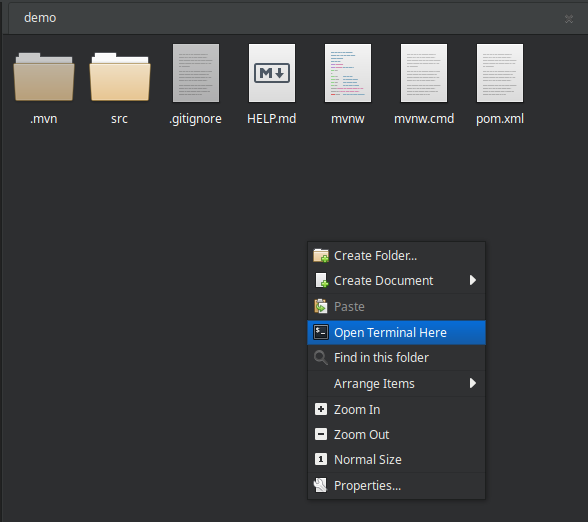 demo
.mvn
src
.gitignore
HELP.md
mvnw
mvnw.cmd
pom.xml
Create Folder...
Create Document
Paste
Open Terminal Here
Find in this folder
Arrange Items
Zoom In
Zoom Out
Normal Size
Properties...